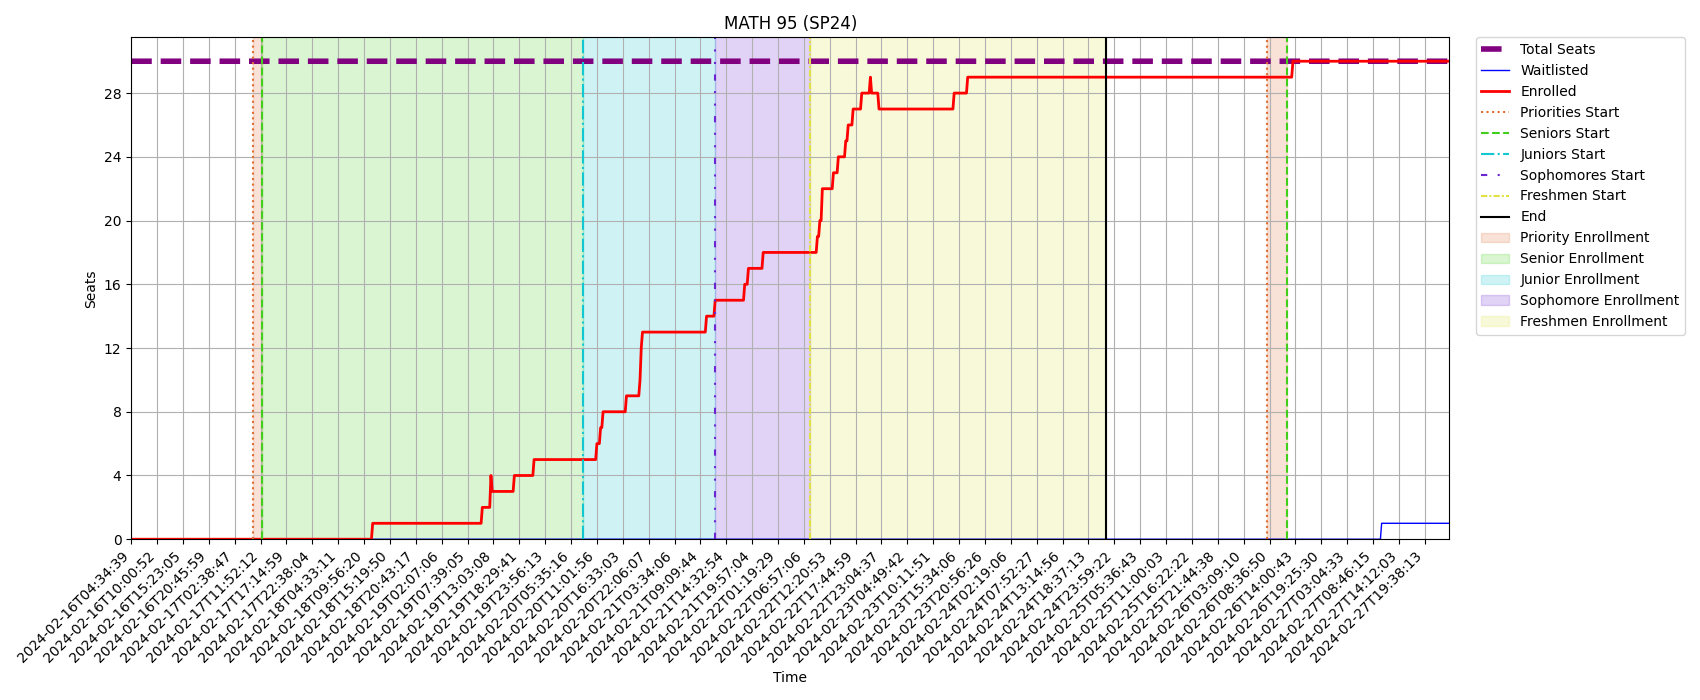 MATH 95 (SP24)
Total Seats
Waitlisted
Enrolled
Priorities Start
Seniors Start
Juniors Start
Sophomores Start
Freshmen Start
End
Priority Enrollment
Senior Enrollment
Junior Enrollment
Sophomore Enrollment
Freshmen Enrollment
Seats
28
24
20
16
12
8
4
0
2024-02-16T04:34:39
2024-02-16T10:00:52
2024-02-16T15:23:05
2024-02-16T20:45:59
2024-02-17T02:38:47
2024-02-17T11:52:12
2024-02-17T17:14:59
2024-02-17T22:38:04
2024-02-18T04:33:11
2024-02-18T09:56:20
2024-02-18T15:19:50
2024-02-18T20:43:17
2024-02-19T02:07:06
2024-02-19T07:39:05
2024-02-19T13:03:08
2024-02-19T18:29:41
2024-02-19T23:56:13
2024-02-20T05:35:16
2024-02-20T11:01:56
2024-02-20T16:33:03
2024-02-20T22:06:07
2024-02-21T03:34:06
2024-02-21T09:09:44
2024-02-21T14:32:54
2024-02-21T19:57:04
2024-02-22T01:19:29
2024-02-22T06:57:06
2024-02-22T12:20:53
2024-02-22T17:44:59
2024-02-22T23:04:37
2024-02-23T04:49:42
2024-02-23T10:11:51
2024-02-23T15:34:06
2024-02-23T20:56:26
2024-02-24T02:19:06
2024-02-24T07:52:27
2024-02-24T13:14:56
2024-02-24T18:37:13
2024-02-24T23:59:22
2024-02-25T05:36:43
2024-02-25T11:00:03
2024-02-25T16:22:22
2024-02-25T21:44:38
2024-02-26T03:09:10
2024-02-26T08:36:50
2024-02-26T14:00:43
2024-02-26T19:25:30
2024-02-27T03:04:33
2024-02-27T08:46:15
2024-02-27T14:12:03
2024-02-27T19:38:13
Time